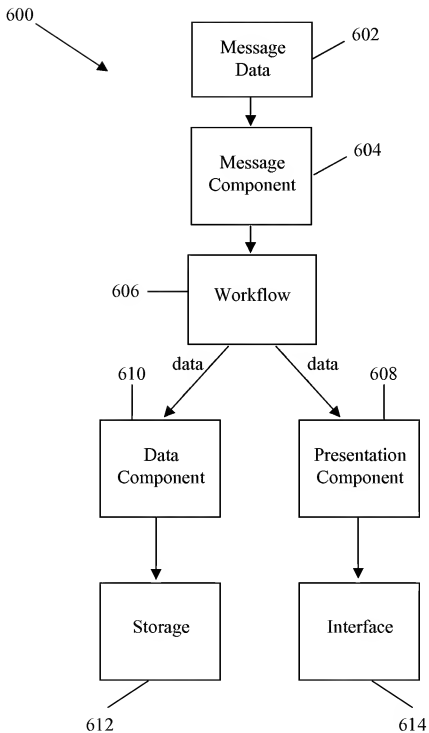 600
Message
Data
602
Message
Component
604
606
Workflow
data
data
610
608
Data
Component
Presentation
Component
Storage
Interface
612
614